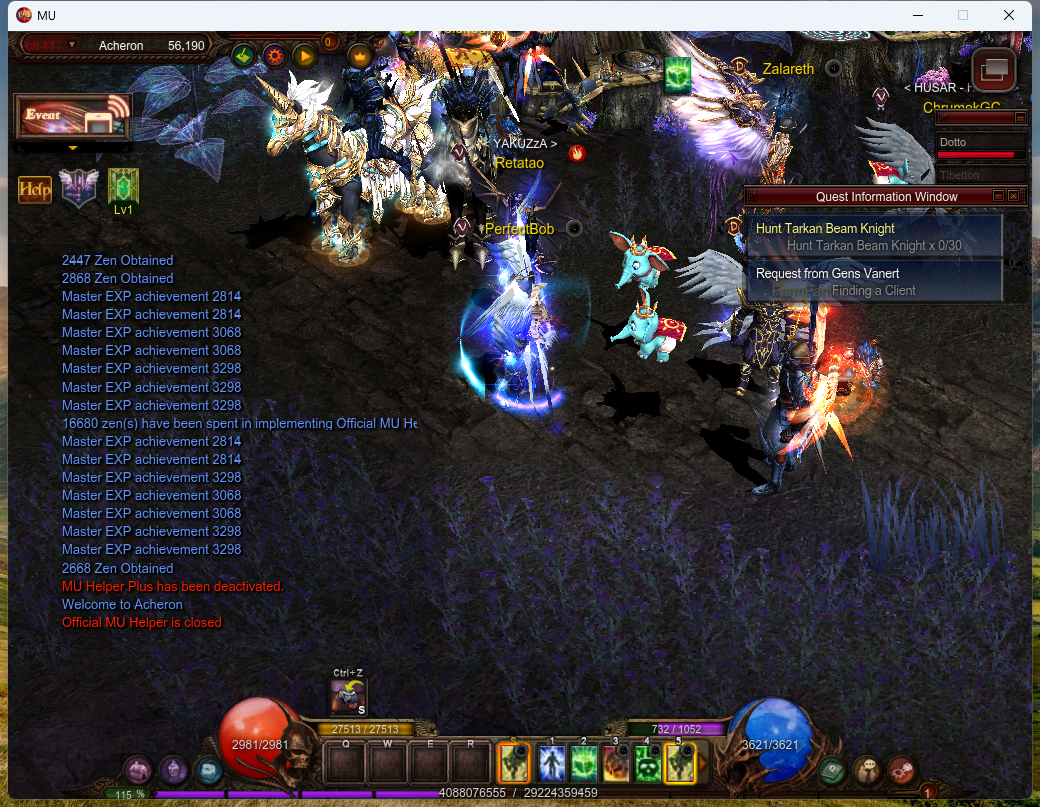 MU
Acheron 56,190
0
Event
Help
Lv1
Zalareth
< HUSAR -
ChrumekGC
< YAKUZzA >
Retatao
PerfectBob
Dotto
Tibetton
Quest Information Window
Hunt Tarkan Beam Knight
Hunt Tarkan Beam Knight x 0/30
Request from Gens Vanert
Finding a Client
2447 Zen Obtained
2868 Zen Obtained
Master EXP achievement 2814
Master EXP achievement 2814
Master EXP achievement 3068
Master EXP achievement 3068
Master EXP achievement 3298
Master EXP achievement 3298
Master EXP achievement 3298
16680 zen(s) have been spent in implementing Official MU He
Master EXP achievement 2814
Master EXP achievement 2814
Master EXP achievement 3298
Master EXP achievement 3068
Master EXP achievement 3068
Master EXP achievement 3298
Master EXP achievement 3298
2668 Zen Obtained
MU Helper Plus has been deactivated.
Welcome to Acheron
Official MU Helper is closed
Ctrl+Z
S
27513 / 27513
732 / 1052
2981/2981
Q W E R
1 2 3 4 5
3621/3621
115 %
4088076555 / 29224359459
1